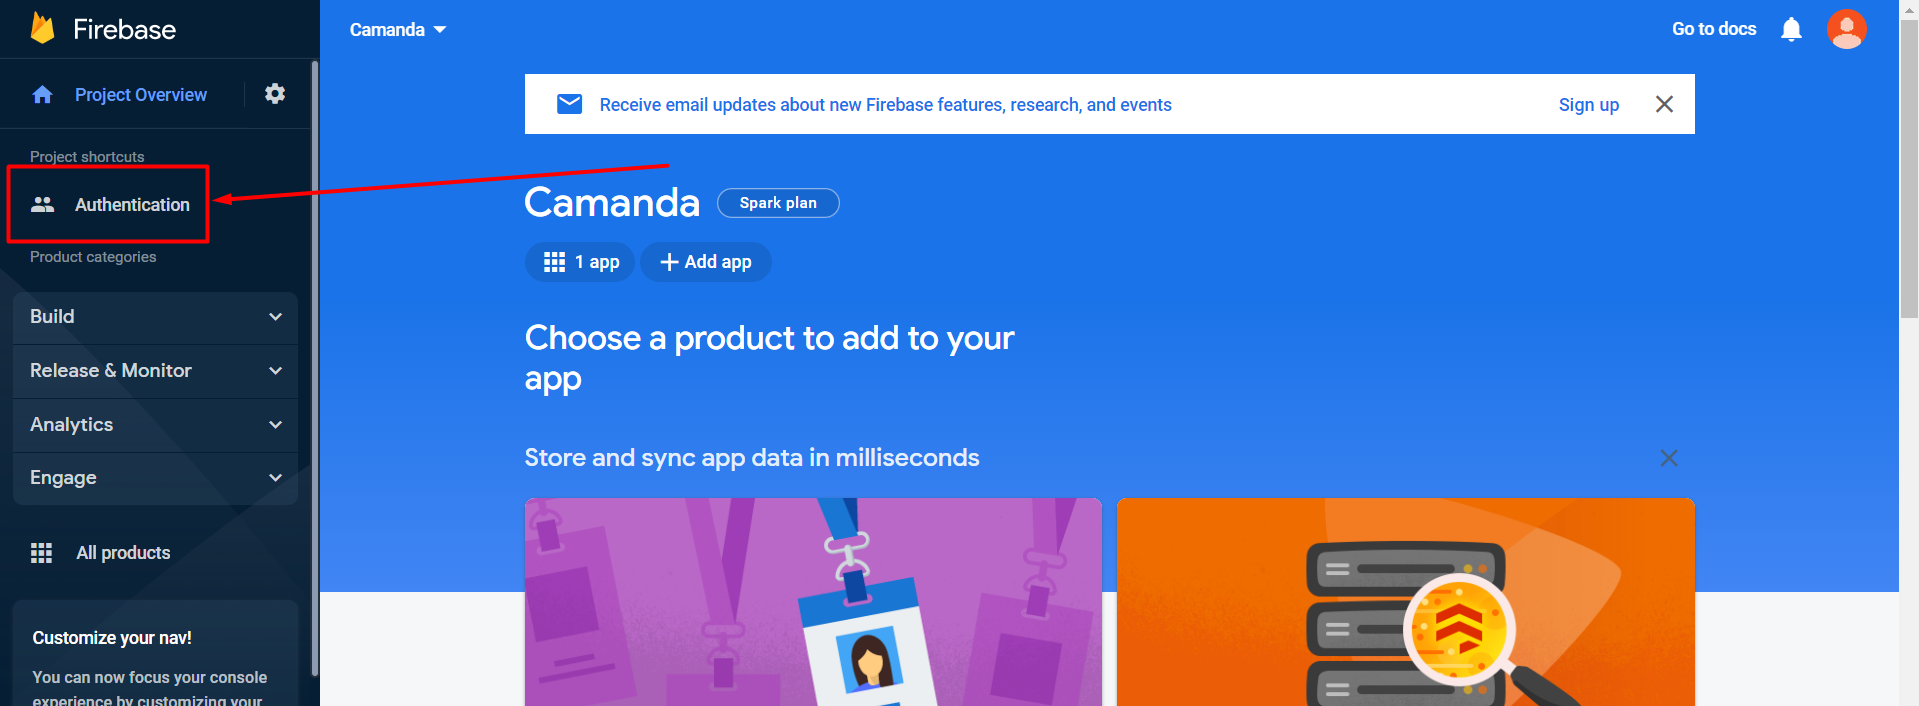 Firebase
Camanda
Go to docs
Project Overview
Receive email updates about new Firebase features, research, and events
Sign up
Project shortcuts
Authentication
Camanda
Spark plan
Product categories
1 app
Add app
Build
Choose a product to add to your
app
Release & Monitor
Analytics
Store and sync app data in milliseconds
Engage
All products
Customize your nav!
You can now focus your console
experience by customizing your